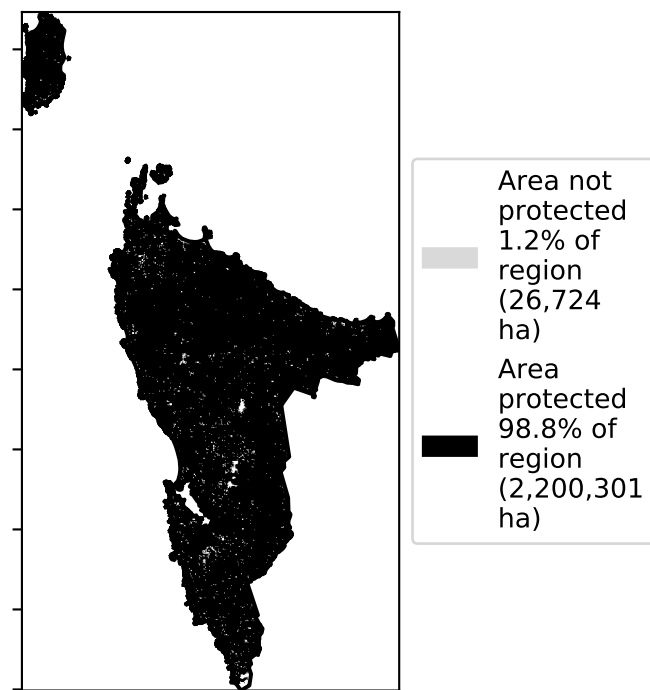 Area not
protected
1.2% of
region
(26,724
ha)
Area
protected
98.8% of
region
(2,200,301
ha)